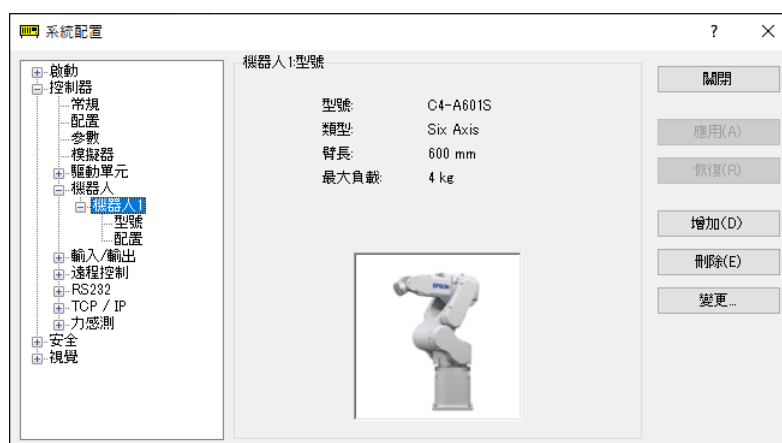 系統配置
啟動
控制器
常規
配置
參數
模擬器
驅動單元
機器人
機器人1
型號
配置
輸入/輸出
遠程控制
RS232
TCP / IP
力感測
安全
視覺
機器人1:型號
型號: C4-A601S
類型: Six Axis
臂長: 600 mm
最大負載: 4 kg
EPSON
關閉
應用(A)
恢復(R)
增加(D)
刪除(E)
變更...